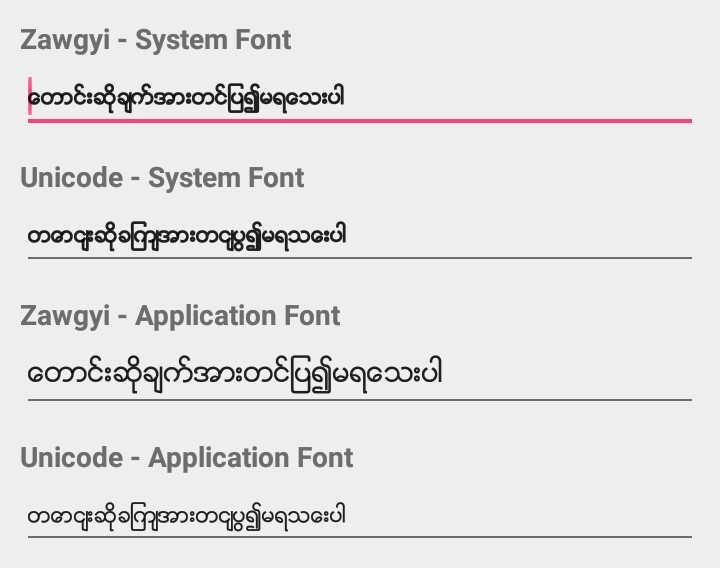 Zawgyi - System Font
တောင်းဆိုချက်အားတင်ပြ၍မရသေးပါ
Unicode - System Font
တောငျးဆိုခကြျအားတငျပွ၍မရသေးပါ
Zawgyi - Application Font
တောင်းဆိုချက်အားတင်ပြ၍မရသေးပါ
Unicode - Application Font
တောငျးဆိုခကြျအားတငျပွ၍မရသေးပါ